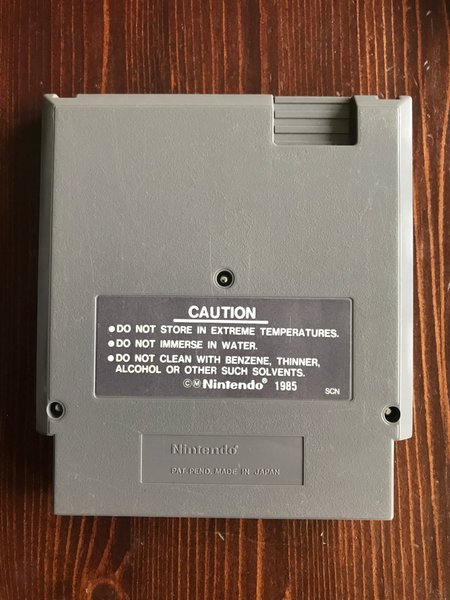 CAUTION
●DO NOT STORE IN EXTREME TEMPERATURES.
●DO NOT IMMERSE IN WATER.
●DO NOT CLEAN WITH BENZENE, THINNER,
ALCOHOL OR OTHER SUCH SOLVENTS.
©Ⓜ Nintendo® 1985 SCN
Nintendo®
PAT. PEND. MADE IN JAPAN